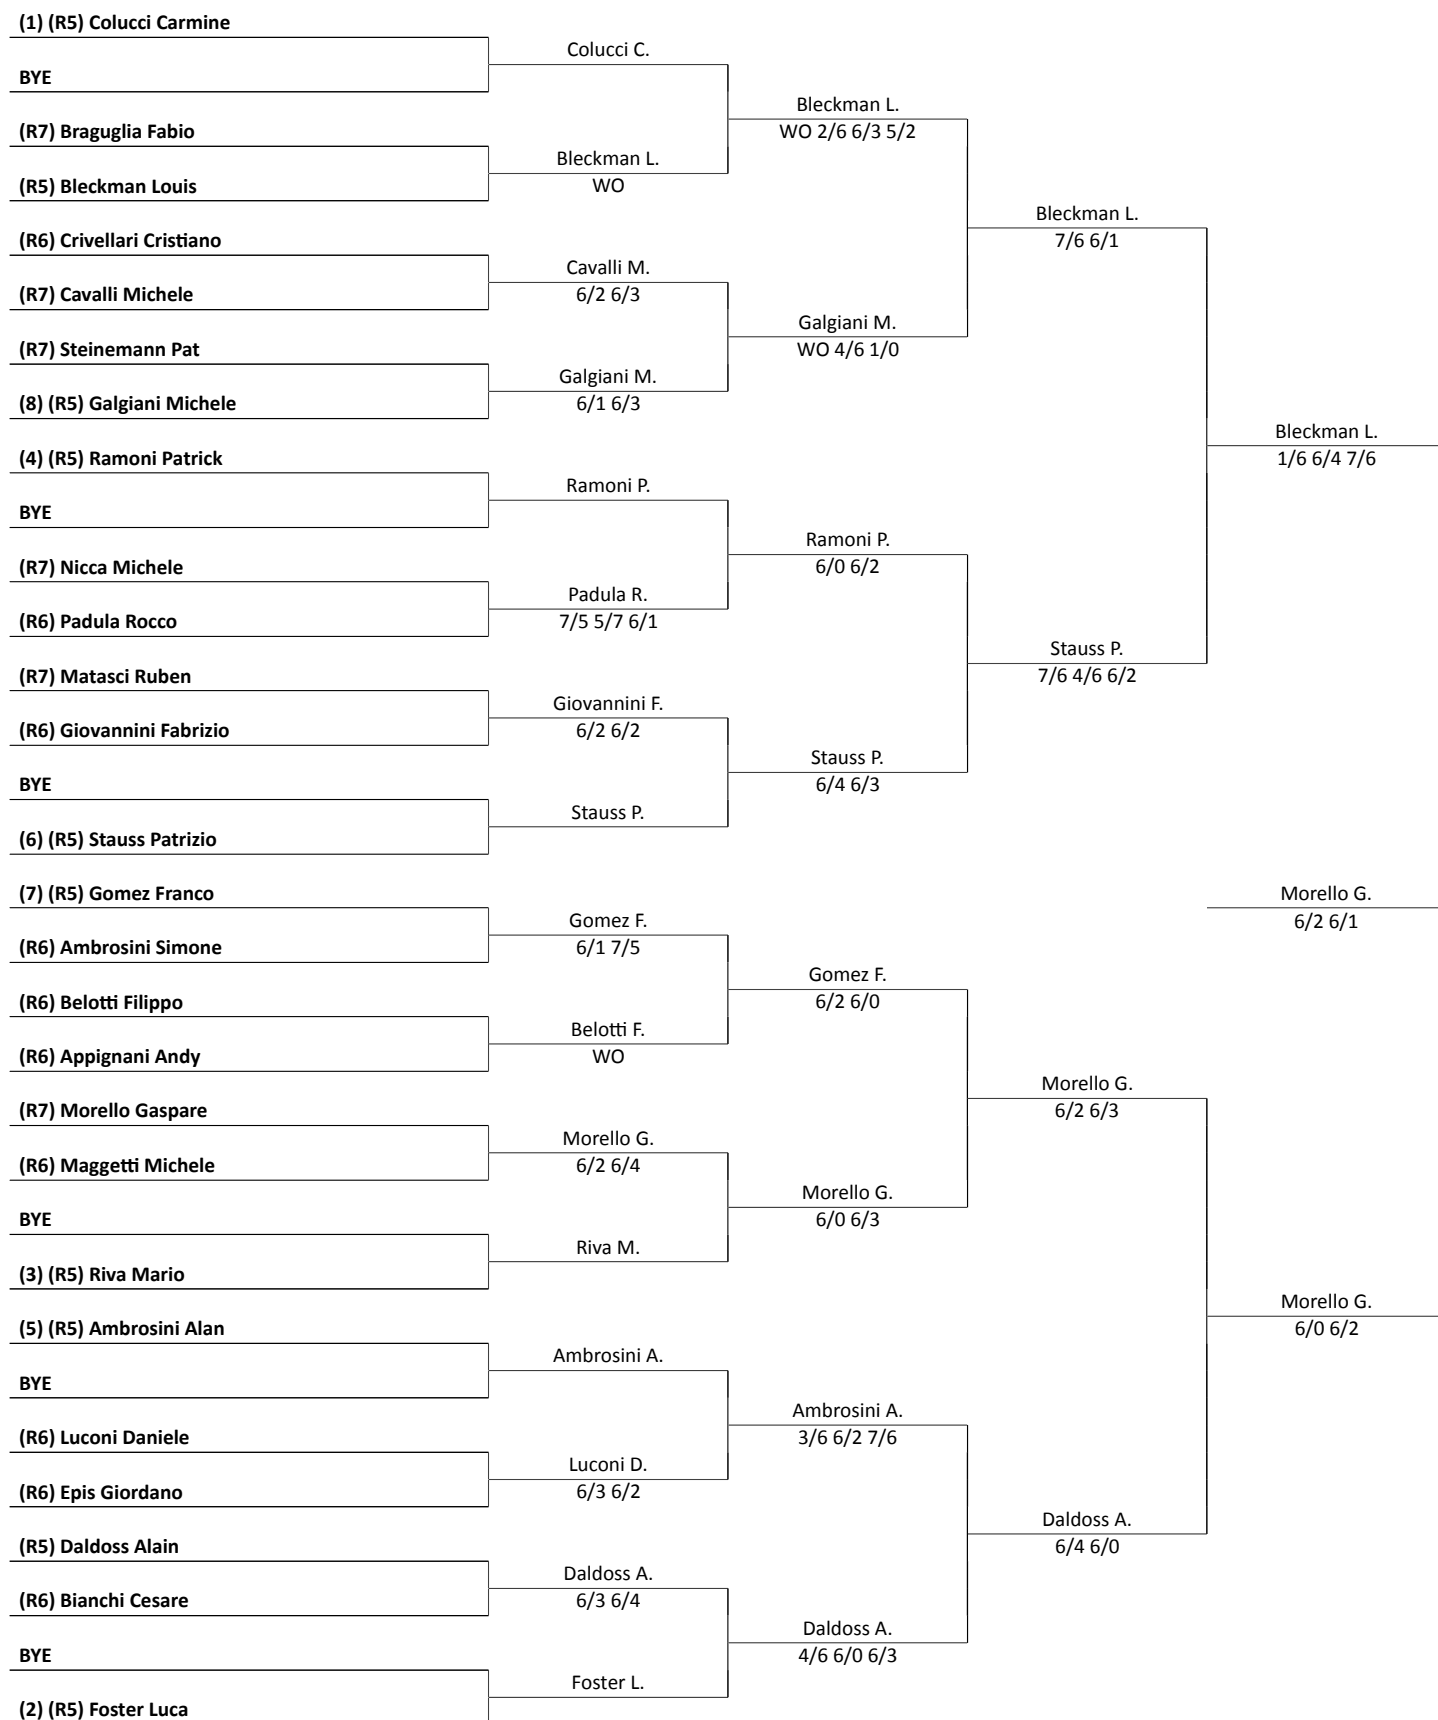 (1) (R5) Colucci Carmine
BYE
(R7) Braguglia Fabio
(R5) Bleckman Louis
(R6) Crivellari Cristiano
(R7) Cavalli Michele
(R7) Steinemann Pat
(8) (R5) Galgiani Michele
(4) (R5) Ramoni Patrick
BYE
(R7) Nicca Michele
(R6) Padula Rocco
(R7) Matasci Ruben
(R6) Giovannini Fabrizio
BYE
(6) (R5) Stauss Patrizio
(7) (R5) Gomez Franco
(R6) Ambrosini Simone
(R6) Belotti Filippo
(R6) Appignani Andy
(R7) Morello Gaspare
(R6) Maggetti Michele
BYE
(3) (R5) Riva Mario
(5) (R5) Ambrosini Alan
BYE
(R6) Luconi Daniele
(R6) Epis Giordano
(R5) Daldoss Alain
(R6) Bianchi Cesare
BYE
(2) (R5) Foster Luca
Colucci C.
Bleckman L.
WO
Cavalli M.
6/2 6/3
Galgiani M.
6/1 6/3
Ramoni P.
Padula R.
7/5 5/7 6/1
Giovannini F.
6/2 6/2
Stauss P.
Gomez F.
6/1 7/5
Belotti F.
WO
Morello G.
6/2 6/4
Riva M.
Ambrosini A.
Luconi D.
6/3 6/2
Daldoss A.
6/3 6/4
Foster L.
Bleckman L.
WO 2/6 6/3 5/2
Galgiani M.
WO 4/6 1/0
Ramoni P.
6/0 6/2
Stauss P.
6/4 6/3
Gomez F.
6/2 6/0
Morello G.
6/0 6/3
Ambrosini A.
3/6 6/2 7/6
Daldoss A.
4/6 6/0 6/3
Bleckman L.
7/6 6/1
Stauss P.
7/6 4/6 6/2
Morello G.
6/2 6/3
Daldoss A.
6/4 6/0
Bleckman L.
1/6 6/4 7/6
Morello G.
6/2 6/1
Morello G.
6/0 6/2